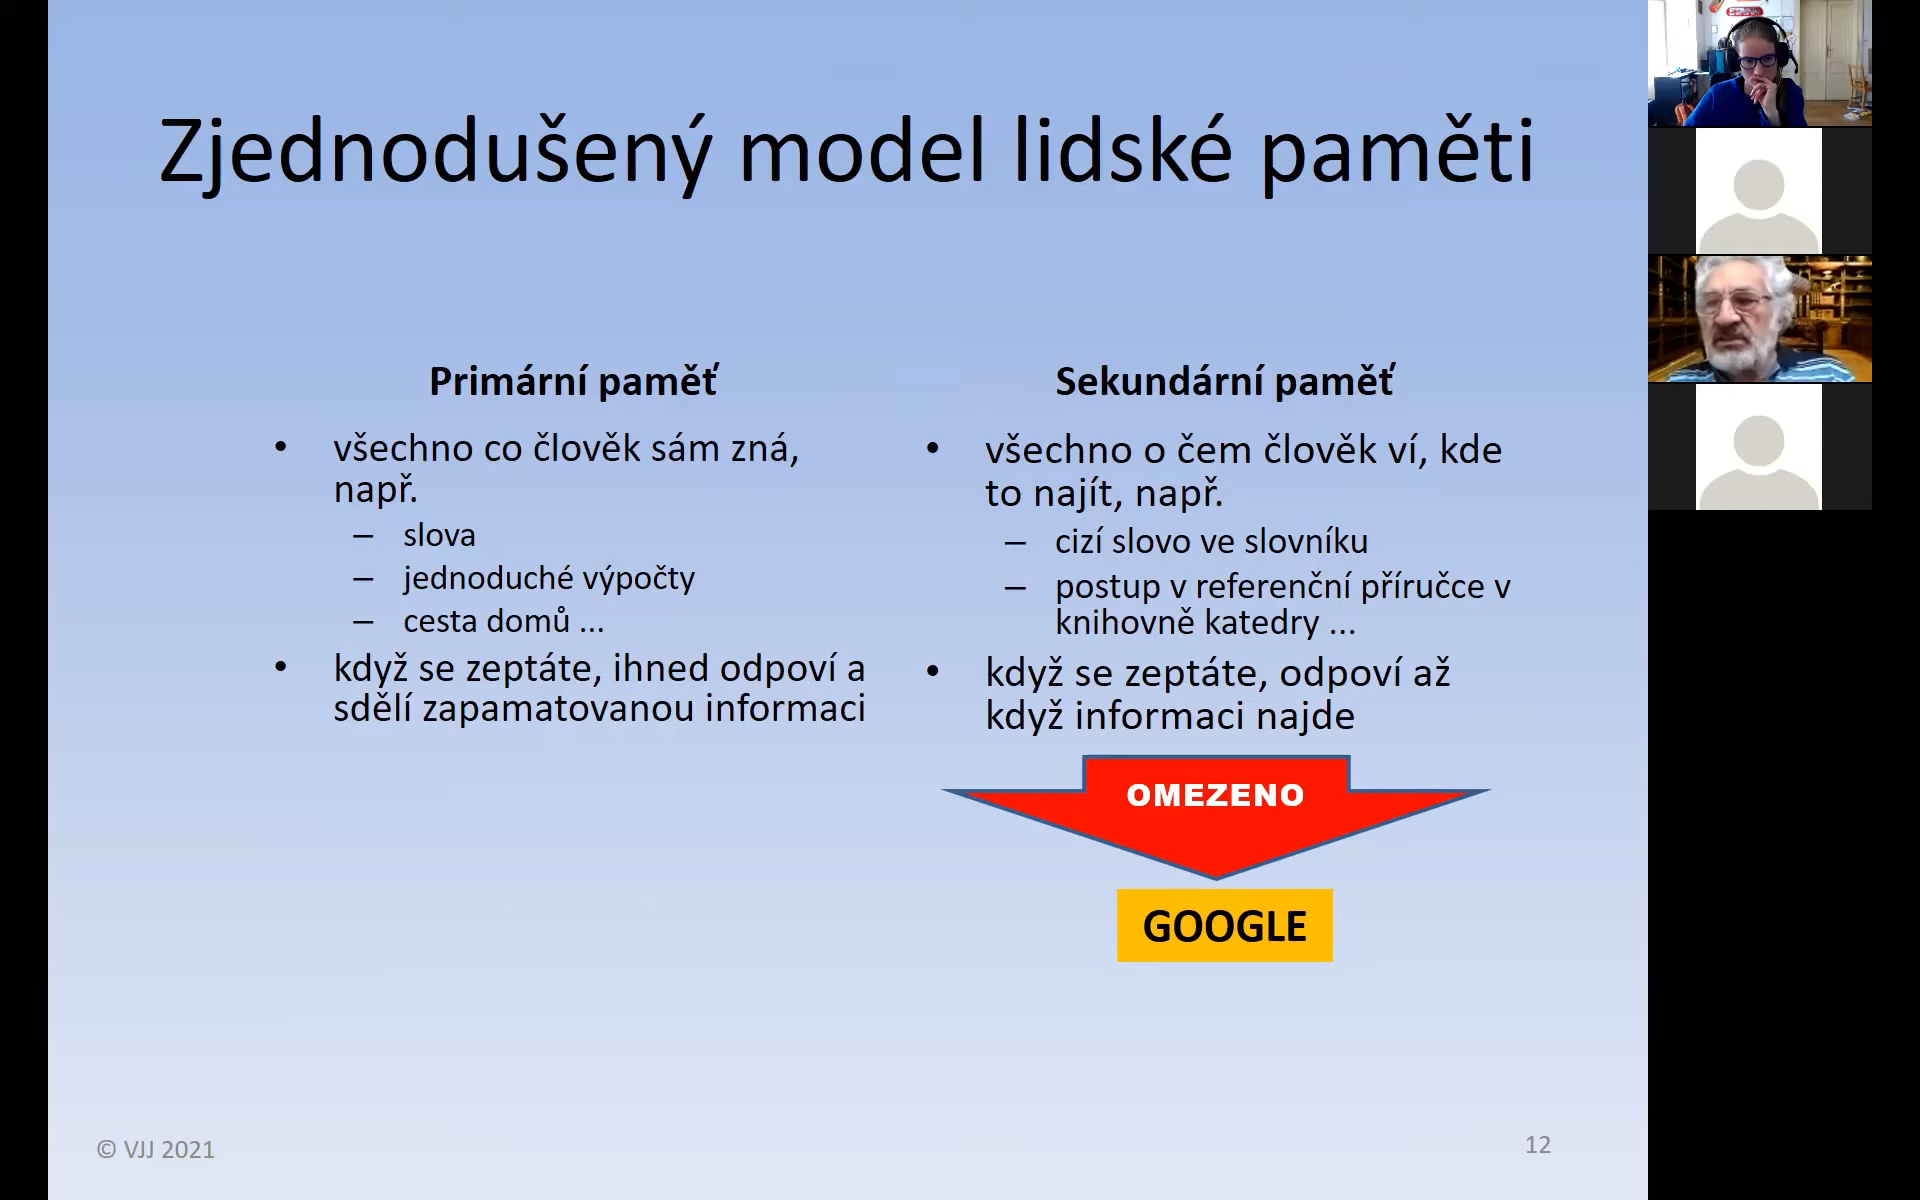 Zjednodušený model lidské paměti
Primární paměť
• všechno co člověk sám zná,
např.
– slova
– jednoduché výpočty
– cesta domů ...
• když se zeptáte, ihned odpoví a
sdělí zapamatovanou informaci
Sekundární paměť
• všechno o čem člověk ví, kde
to najít, např.
– cizí slovo ve slovníku
– postup v referenční příručce v
knihovně katedry ...
• když se zeptáte, odpoví až
když informaci najde
OMEZENO
GOOGLE
© VJJ 2021
12